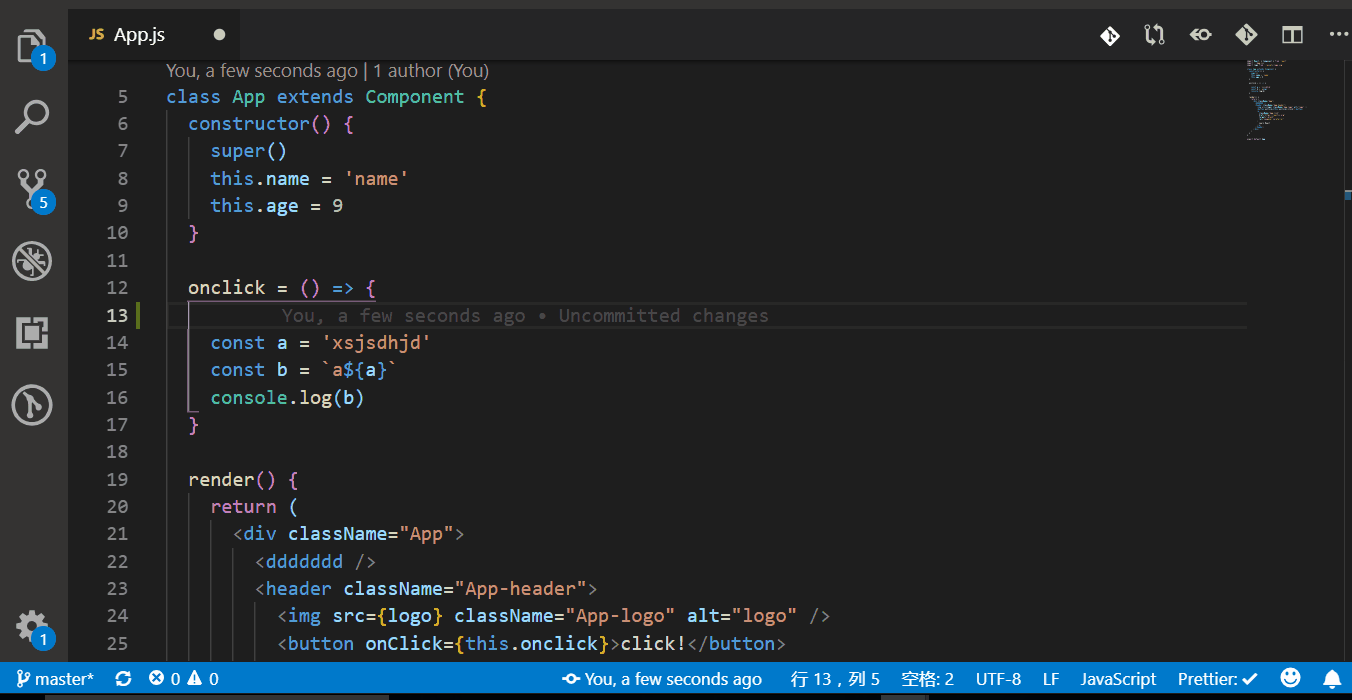 JS App.js
You, a few seconds ago | 1 author (You)
5 class App extends Component {
6 constructor() {
7 super()
8 this.name = 'name'
9 this.age = 9
10 }
11
12 onclick = () => {
13 You, a few seconds ago • Uncommitted changes
14 const a = 'xsjsdhjd'
15 const b = `a${a}`
16 console.log(b)
17 }
18
19 render() {
20 return (
21 <div className="App">
22 <ddddddd />
23 <header className="App-header">
24 <img src={logo} className="App-logo" alt="logo" />
25 <button onClick={this.onclick}>click!</button>
1
5
1
master* 0 0 You, a few seconds ago 行 13，列 5 空格: 2 UTF-8 LF JavaScript Prettier: ✓